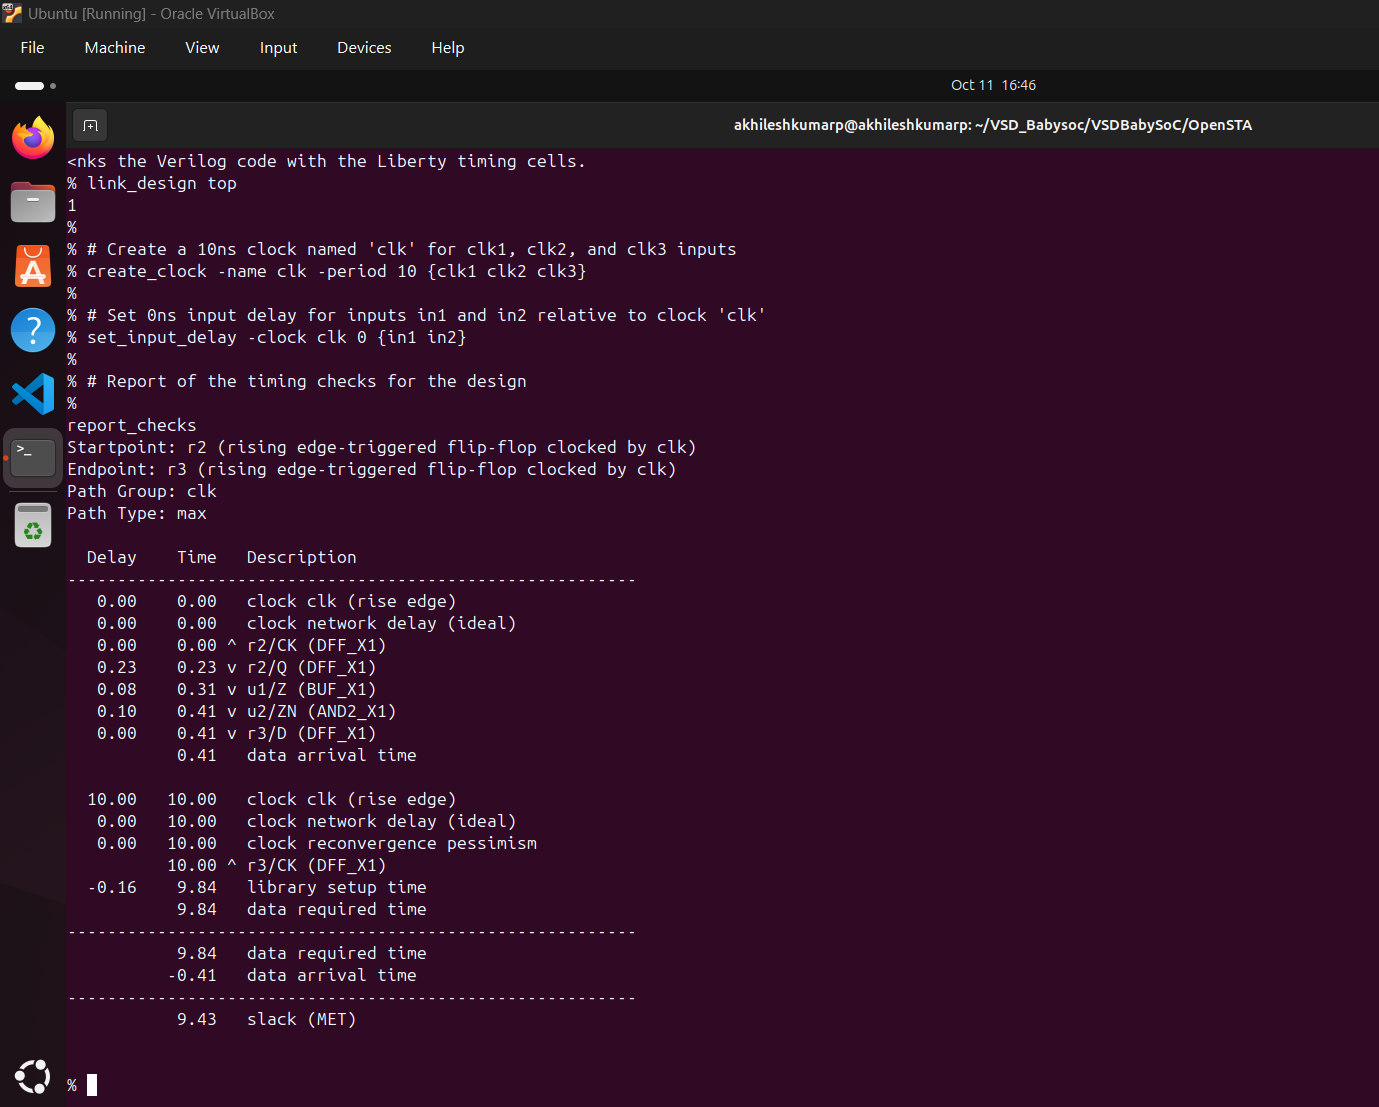 Ubuntu [Running] - Oracle VirtualBox
File Machine View Input Devices Help
Oct 11 16:46
akhileshkumarp@akhileshkumarp: ~/VSD_Babysoc/VSDBabySoC/OpenSTA
<nks the Verilog code with the Liberty timing cells.
% link_design top
1
%
% # Create a 10ns clock named 'clk' for clk1, clk2, and clk3 inputs
% create_clock -name clk -period 10 {clk1 clk2 clk3}
%
% # Set 0ns input delay for inputs in1 and in2 relative to clock 'clk'
% set_input_delay -clock clk 0 {in1 in2}
%
% # Report of the timing checks for the design
%
report_checks
Startpoint: r2 (rising edge-triggered flip-flop clocked by clk)
Endpoint: r3 (rising edge-triggered flip-flop clocked by clk)
Path Group: clk
Path Type: max
  Delay    Time   Description
---------------------------------------------------------
   0.00    0.00   clock clk (rise edge)
   0.00    0.00   clock network delay (ideal)
   0.00    0.00 ^ r2/CK (DFF_X1)
   0.23    0.23 v r2/Q (DFF_X1)
   0.08    0.31 v u1/Z (BUF_X1)
   0.10    0.41 v u2/ZN (AND2_X1)
   0.00    0.41 v r3/D (DFF_X1)
           0.41   data arrival time
  10.00   10.00   clock clk (rise edge)
   0.00   10.00   clock network delay (ideal)
   0.00   10.00   clock reconvergence pessimism
          10.00 ^ r3/CK (DFF_X1)
  -0.16    9.84   library setup time
           9.84   data required time
---------------------------------------------------------
           9.84   data required time
          -0.41   data arrival time
---------------------------------------------------------
           9.43   slack (MET)
%